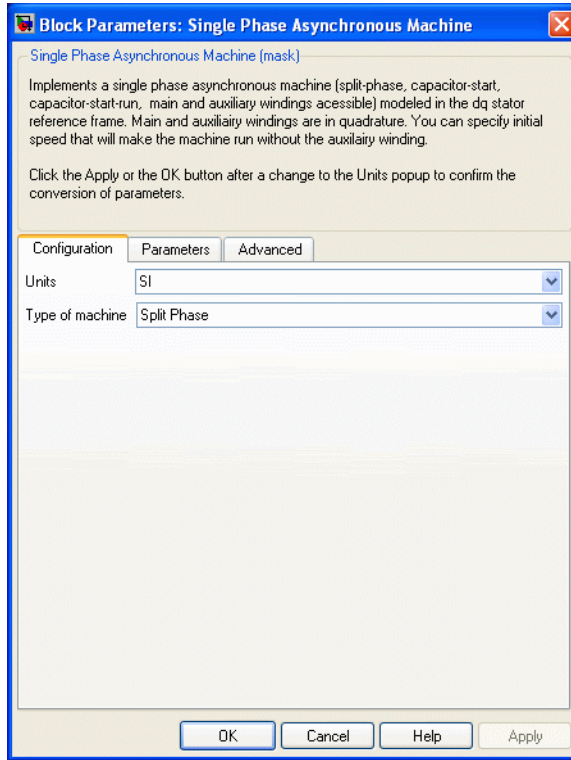 Block Parameters: Single Phase Asynchronous Machine
Single Phase Asynchronous Machine (mask)
Implements a single phase asynchronous machine (split-phase, capacitor-start,
capacitor-start-run, main and auxiliary windings acessible) modeled in the dq stator
reference frame. Main and auxiliairy windings are in quadrature. You can specify initial
speed that will make the machine run without the auxilairy winding.
Click the Apply or the OK button after a change to the Units popup to confirm the
conversion of parameters.
Configuration Parameters Advanced
Units SI
Type of machine Split Phase
OK Cancel Help Apply